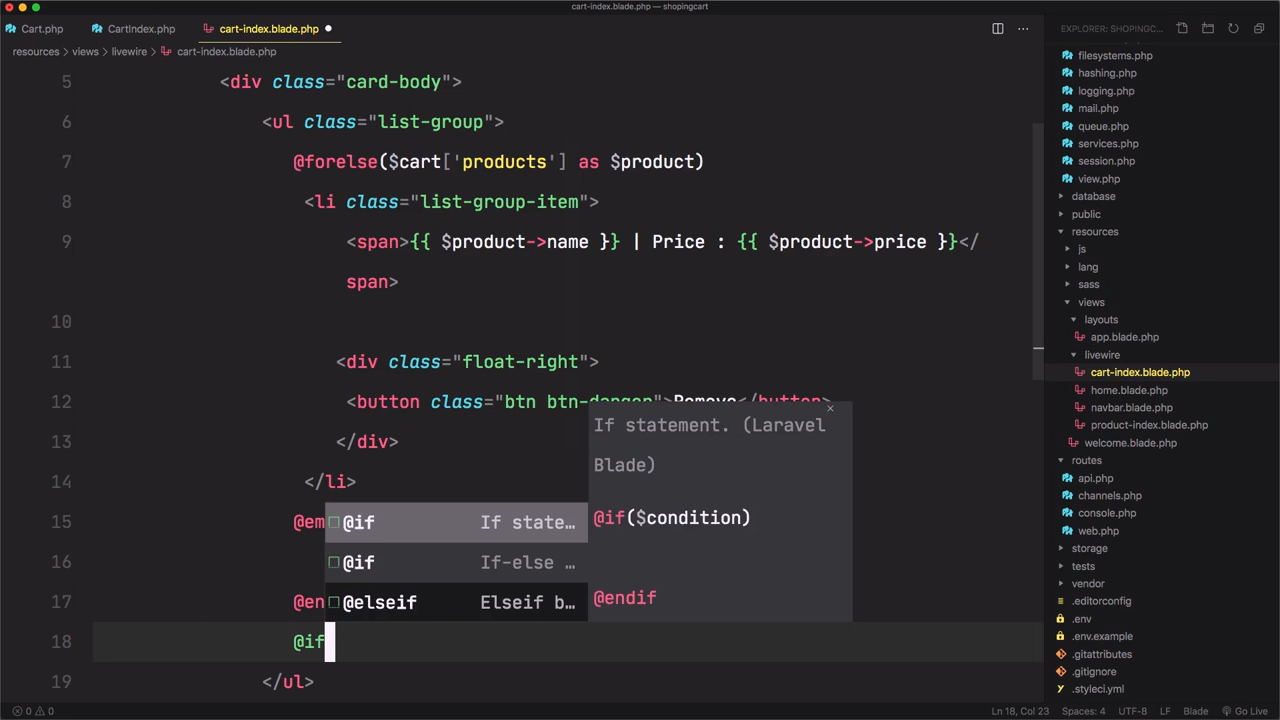 cart-index.blade.php — shopingcart
Cart.php
CartIndex.php
cart-index.blade.php
EXPLORER: SHOPINGC...
resources > views > livewire > cart-index.blade.php
5 <div class="card-body">
6 <ul class="list-group">
7 @forelse($cart['products'] as $product)
8 <li class="list-group-item">
9 <span>{{ $product->name }} | Price : {{ $product->price }}</
span>
10
11 <div class="float-right">
12 <button class="btn btn-danger">Remove</button>
13 </div>
14 </li>
15 @em
16
17 @en
18 @if
19 </ul>
@if If state...
@if If-else ...
@elseif Elseif b...
If statement. (Laravel
Blade)
@if($condition)
@endif
filesystems.php
hashing.php
logging.php
mail.php
queue.php
services.php
session.php
view.php
database
public
resources
js
lang
sass
views
layouts
app.blade.php
livewire
cart-index.blade.php
home.blade.php
navbar.blade.php
product-index.blade.php
welcome.blade.php
routes
api.php
channels.php
console.php
web.php
storage
tests
vendor
.editorconfig
.env
.env.example
.gitattributes
.gitignore
.styleci.yml
0 0
Ln 18, Col 23
Spaces: 4
UTF-8
LF
Blade
Go Live